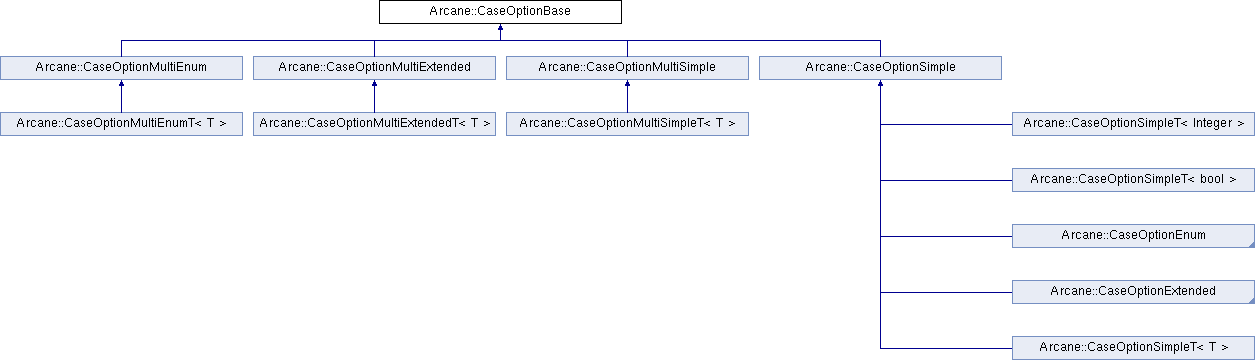 Arcane::CaseOptionBase
Arcane::CaseOptionMultiEnum
Arcane::CaseOptionMultiExtended
Arcane::CaseOptionMultiSimple
Arcane::CaseOptionSimple
Arcane::CaseOptionMultiEnumT< T >
Arcane::CaseOptionMultiExtendedT< T >
Arcane::CaseOptionMultiSimpleT< T >
Arcane::CaseOptionSimpleT< Integer >
Arcane::CaseOptionSimpleT< bool >
Arcane::CaseOptionEnum
Arcane::CaseOptionExtended
Arcane::CaseOptionSimpleT< T >